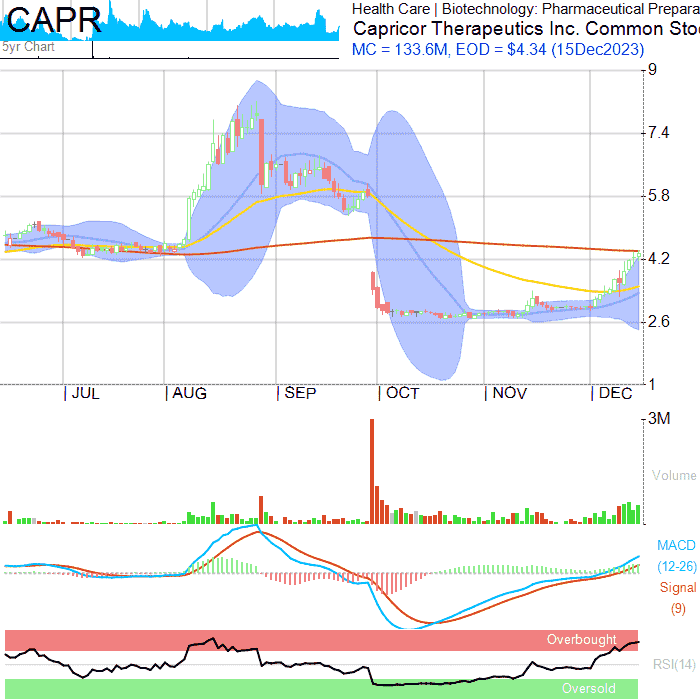 CAPR
5yr Chart
Health Care | Biotechnology: Pharmaceutical Prepara
Capricor Therapeutics Inc. Common Sto
MC = 133.6M, EOD = $4.34 (15Dec2023)
9
7.4
5.8
4.2
2.6
1
JUL
AUG
SEP
OCT
NOV
DEC
3M
Volume
MACD
(12-26)
Signal
(9)
Overbought
RSI(14)
Oversold